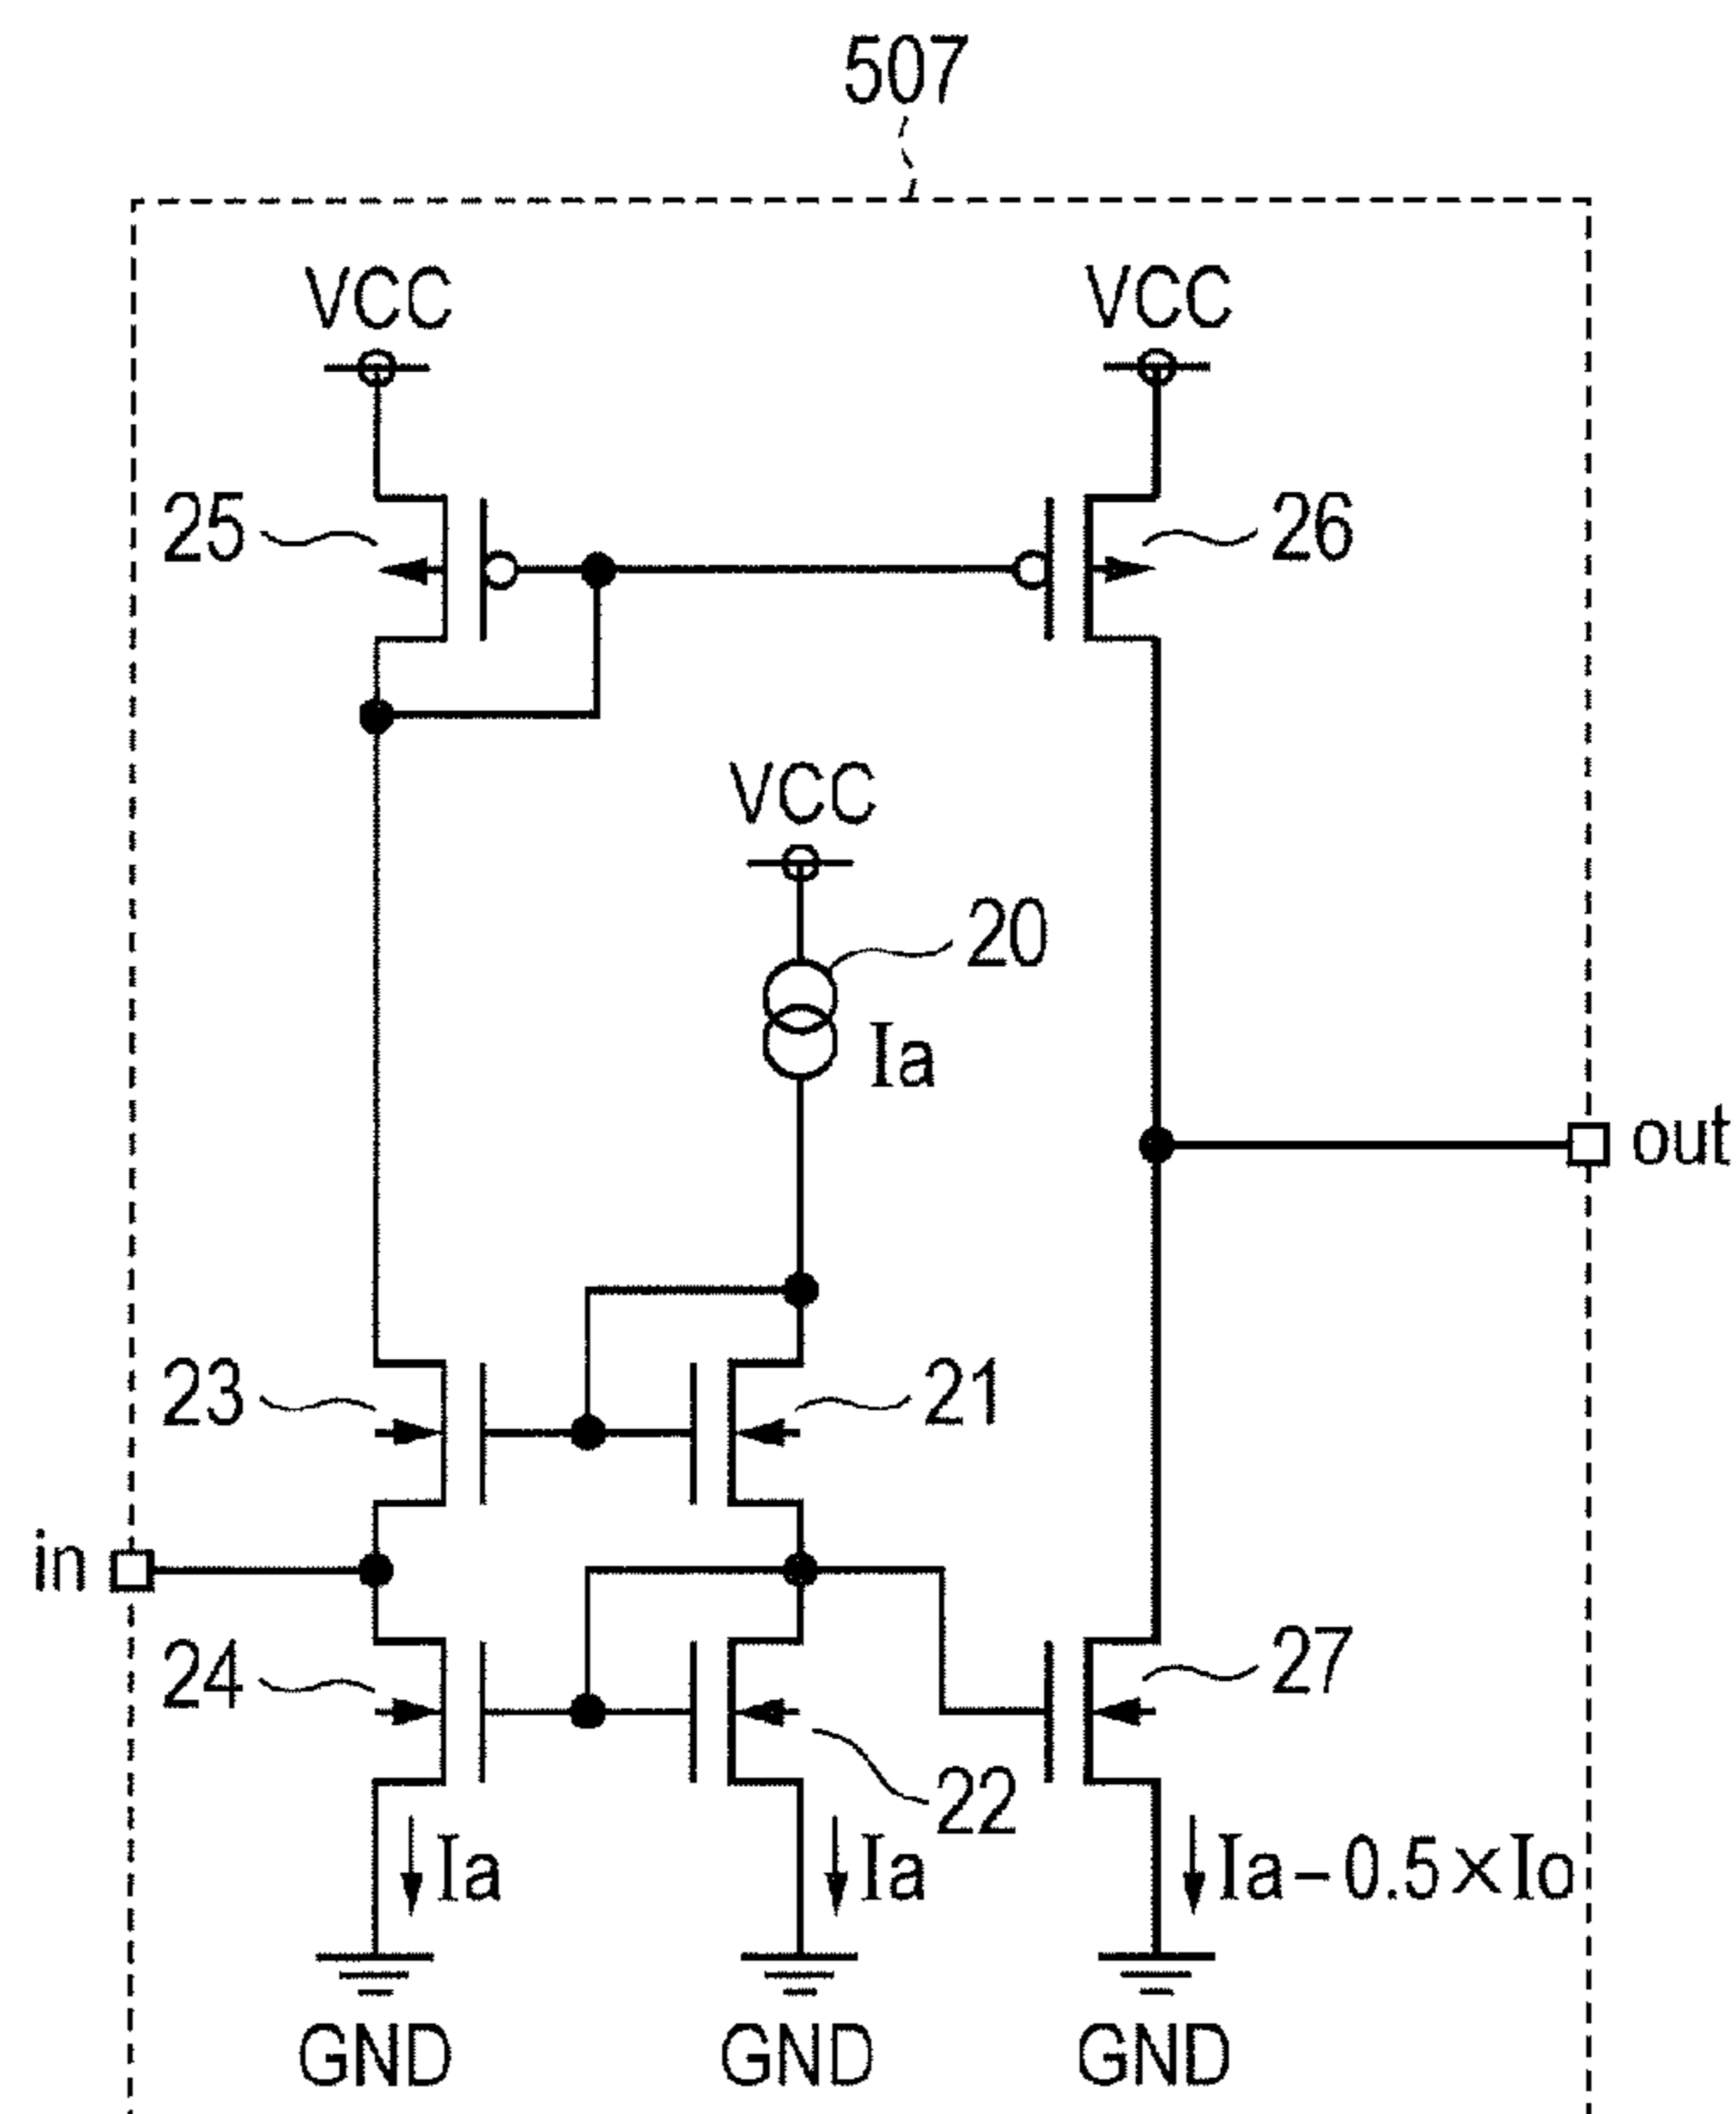 507
VCC VCC
25 26
VCC
20
Ia
out
23 21
in
24 27
22
Ia Ia Ia-0.5×Io
GND GND GND